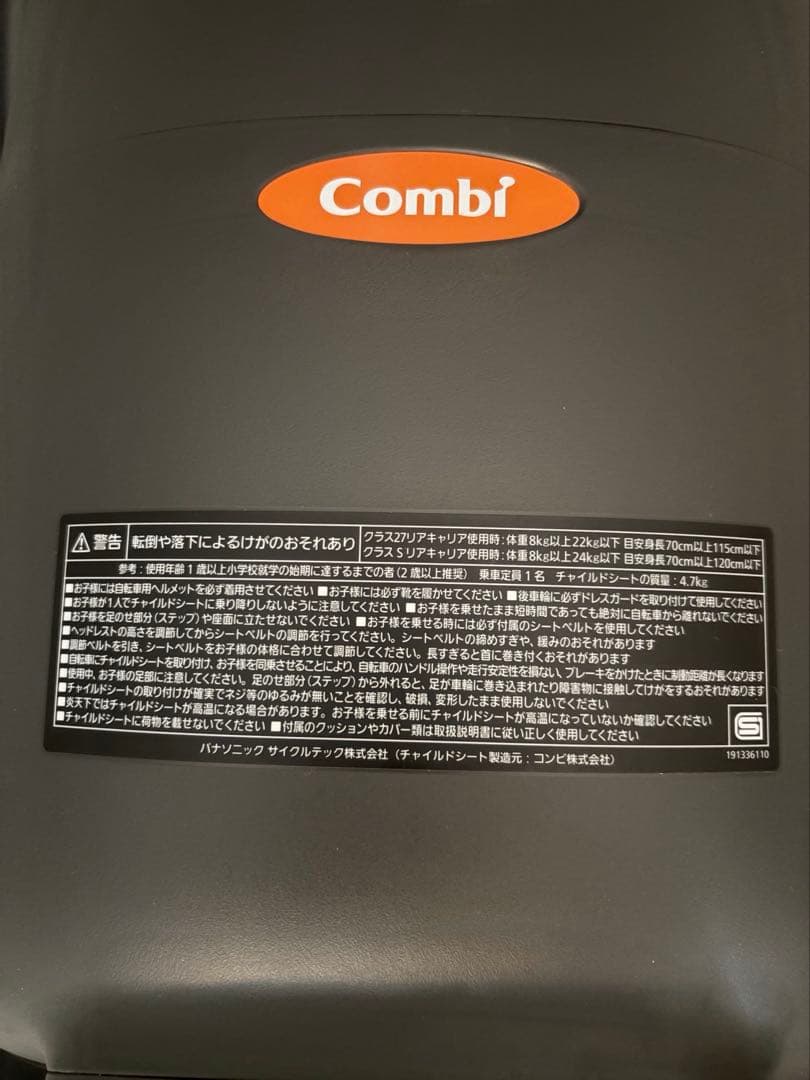 Combi
警告 転倒や落下によるけがのおそれあり
クラス27リアキャリア使用時:体重8kg以上22kg以下 目安身長70cm以上115cm以下
クラスSリアキャリア使用時:体重8kg以上24kg以下 目安身長70cm以上120cm以下
参考:使用年齢1歳以上小学校就学の始期に達するまでの者(2歳以上推奨) 乗車定員1名 チャイルドシートの質量:4.7kg
■お子様には自転車用ヘルメットを必ず着用させてください ■お子様には必ず靴を履かせてください ■後車輪に必ずドレスガードを取り付けて使用してください
■お子様が1人でチャイルドシートに乗り降りしないように注意してください ■お子様を乗せたまま短時間であっても絶対に自転車から離れないでください
■お子様を足のせ部分(ステップ)や座面に立たせないでください ■お子様を乗せる時には必ず付属のシートベルトを使用してください
■ヘッドレストの高さを調節してからシートベルトの調節を行ってください。シートベルトの締めすぎや、緩みのおそれがあります
■調節ベルトを引き、シートベルトをお子様の体格に合わせて調節してください。長すぎると首に巻き付くおそれがあります
■自転車にチャイルドシートを取り付け、お子様を同乗させることにより、自転車のハンドル操作や走行安定性を損ない、ブレーキをかけたときに制動距離が長くなります
■使用中、お子様の足部に注意してください。足のせ部分(ステップ)から外れると、足が車輪に巻き込まれたり障害物に接触してけがをするおそれがあります
■チャイルドシートの取り付けが確実でネジ等のゆるみが無いことを確認し、破損、変形したまま使用しないでください
■炎天下ではチャイルドシートが高温になる場合があります。お子様を乗せる前にチャイルドシートが高温になっていないか確認してください
■チャイルドシートに荷物を載せないでください ■付属のクッションやカバー類は取扱説明書に従い正しく使用してください
パナソニック サイクルテック株式会社(チャイルドシート製造元:コンビ株式会社)
191336110